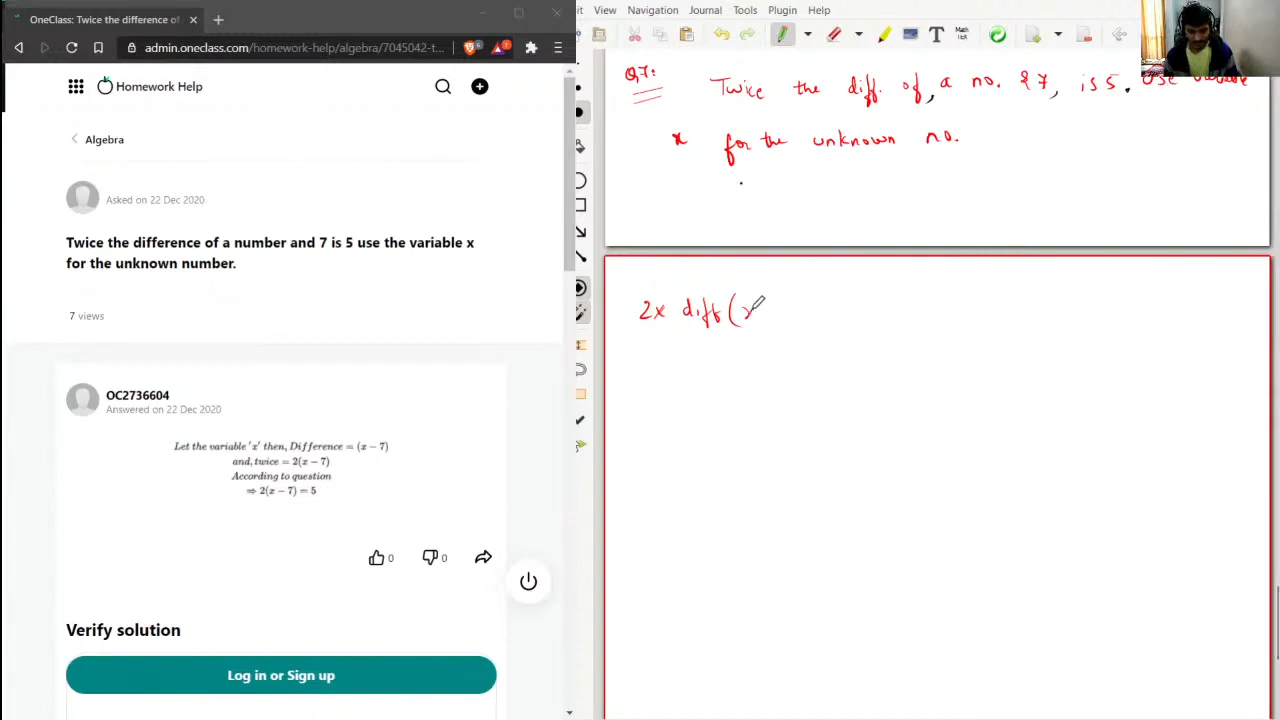 OneClass: Twice the difference of
admin.oneclass.com/homework-help/algebra/7045042-t...
Homework Help
Algebra
Asked on 22 Dec 2020
Twice the difference of a number and 7 is 5 use the variable x
for the unknown number.
7 views
OC2736604
Answered on 22 Dec 2020
Let the variable 'x' then, Difference = (x − 7)
and, twice = 2(x − 7)
According to question
⇒ 2(x − 7) = 5
0
0
Verify solution
Log in or Sign up
View Navigation Journal Tools Plugin Help
Q7: Twice the diff. of, a no. & 7, is 5. Use variable
x for the unknown no.
2x diff(x